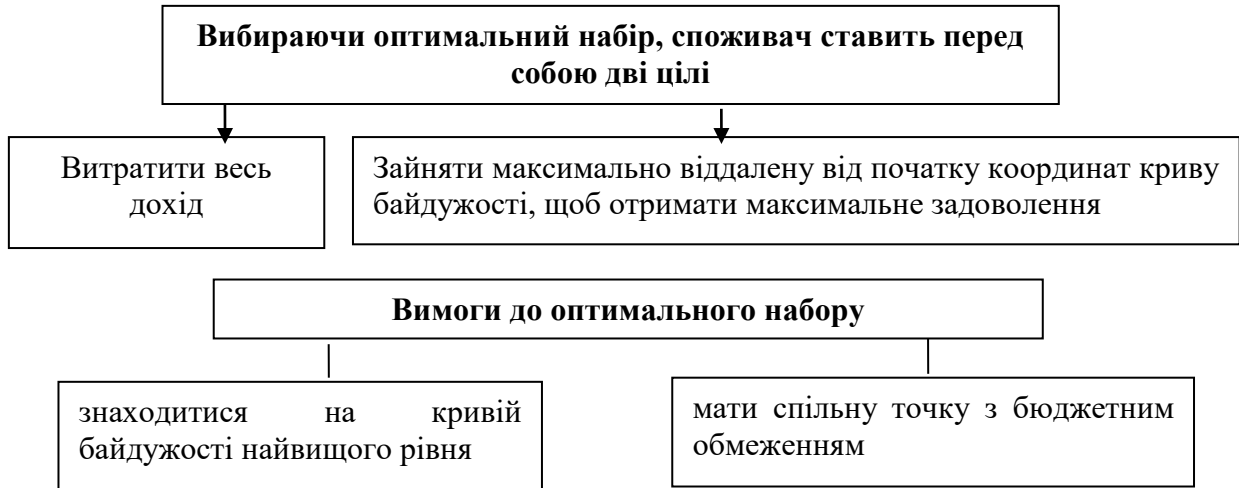 Вибираючи оптимальний набір, споживач ставить перед
собою дві цілі
Витратити весь
дохід
Зайняти максимально віддалену від початку координат криву
байдужості, щоб отримати максимальне задоволення
Вимоги до оптимального набору
знаходитися на кривій
байдужості найвищого рівня
мати спільну точку з бюджетним
обмеженням